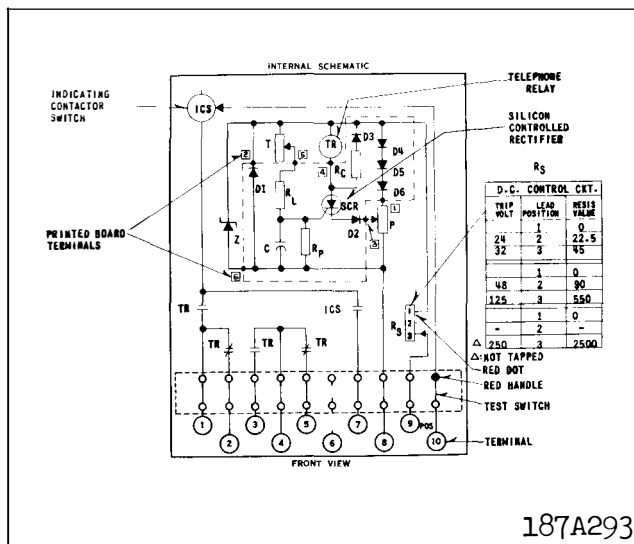 INTERNAL SCHEMATIC
INDICATING
CONTACTOR
SWITCH
ICS
TELEPHONE
RELAY
SILICON
CONTROLLED
RECTIFIER
T
TR
D3
D4
D5
D6
2
5
4
1
3
6
D1
R L
R C
SCR
D2
P
Z
C
R P
PRINTED BOARD
TERMINALS
R S
D.C. CONTROL CKT.
TRIP VOLT LEAD POSITION RESIS VALUE
1 0
24 2 22.5
32 3 45
1 0
48 2 90
125 3 550
1 0
- 2 -
△ 250 3 2500
△-NOT TAPPED
RED DOT
RED HANDLE
TEST SWITCH
TERMINAL
TR
ICS
R S
1
2
3
TR TR TR
1 2 3 4 5 6 7 8 9 POS 10
FRONT VIEW
187A293